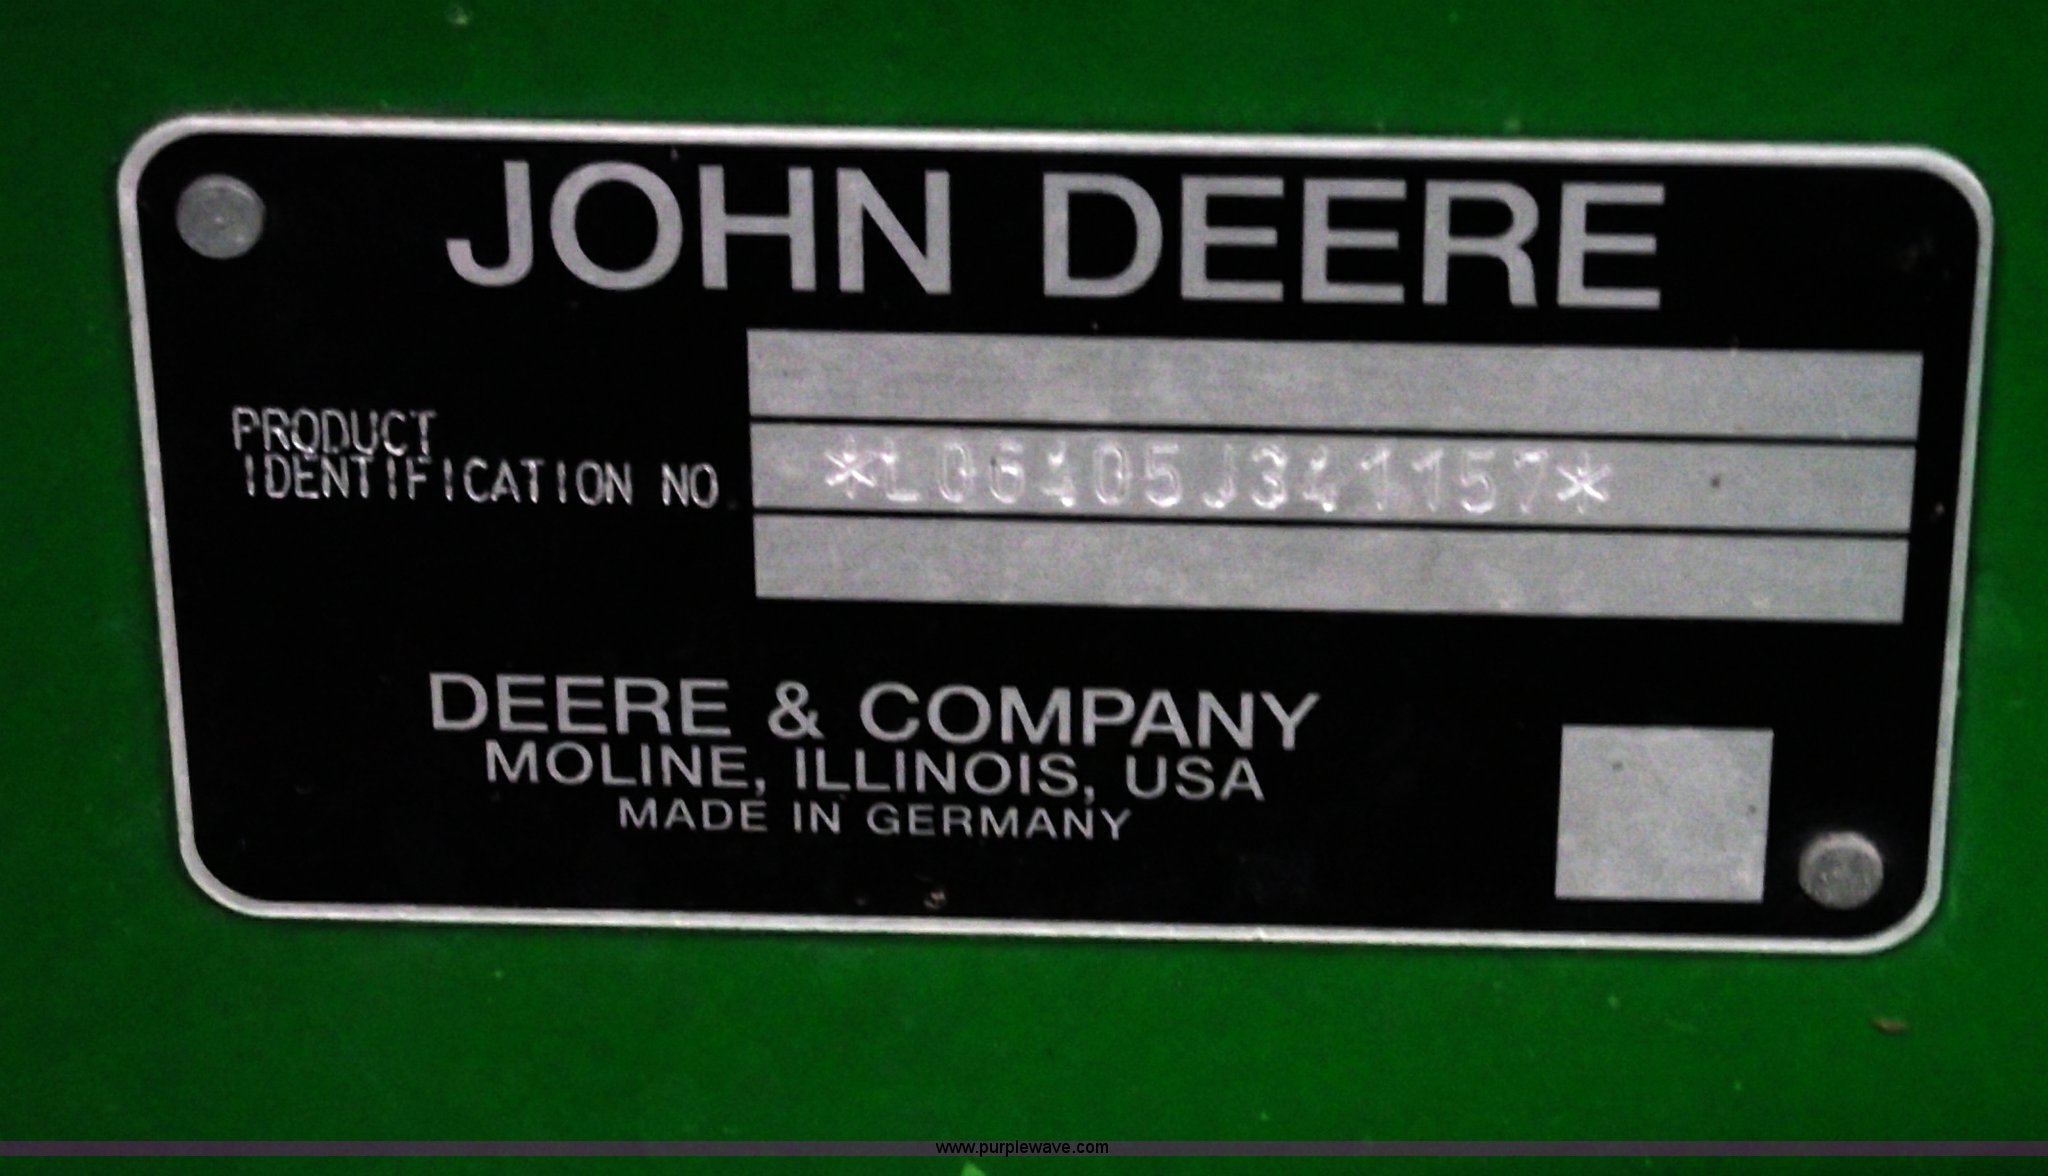 JOHN DEERE
PRODUCT
IDENTIFICATION NO.
*L06405J341157*
DEERE & COMPANY
MOLINE, ILLINOIS, USA
MADE IN GERMANY
www.purplewave.com